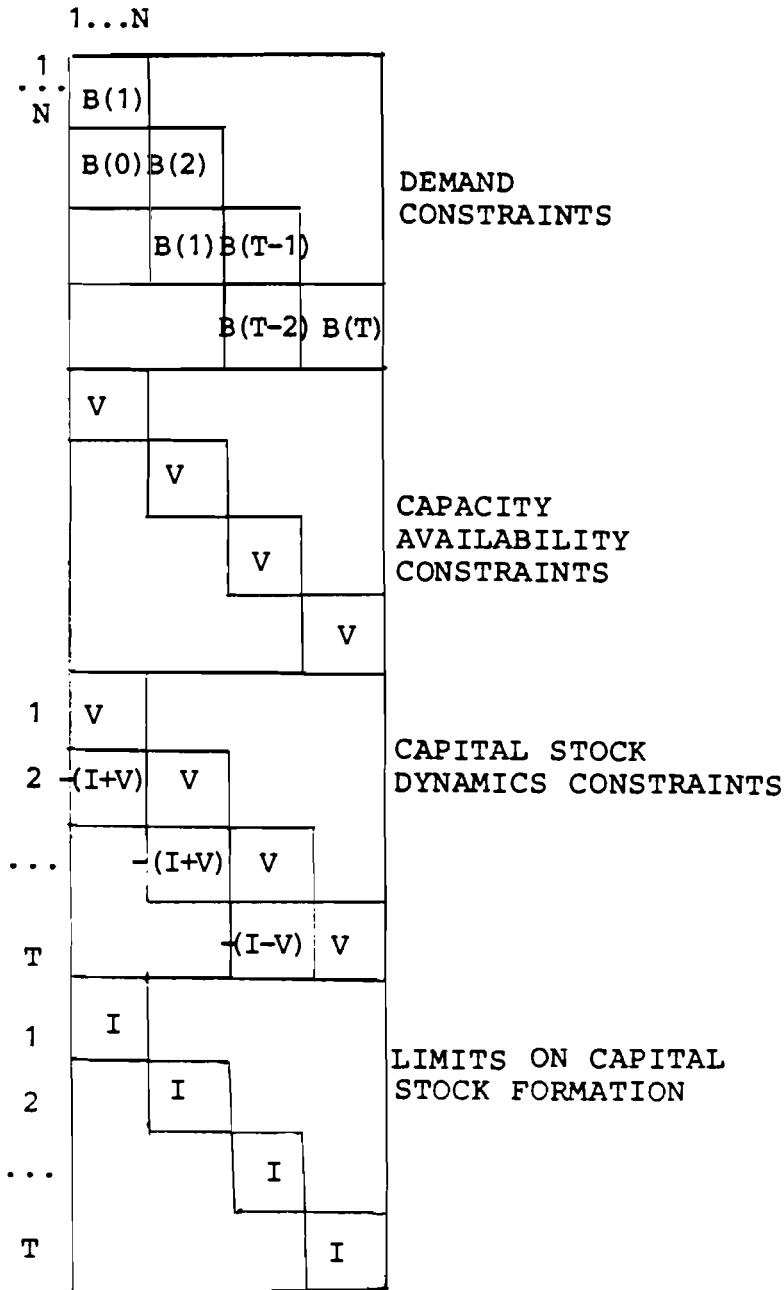 1...N
1
...
N
B(1)
B(0) B(2)
B(1) B(T-1)
B(T-2) B(T)
DEMAND
CONSTRAINTS
V
V
V
V
CAPACITY
AVAILABILITY
CONSTRAINTS
1 V
2 -(I+V) V
... -(I+V) V
T -(I-V) V
CAPITAL STOCK
DYNAMICS CONSTRAINTS
1 I
2 I
... I
T I
LIMITS ON CAPITAL
STOCK FORMATION